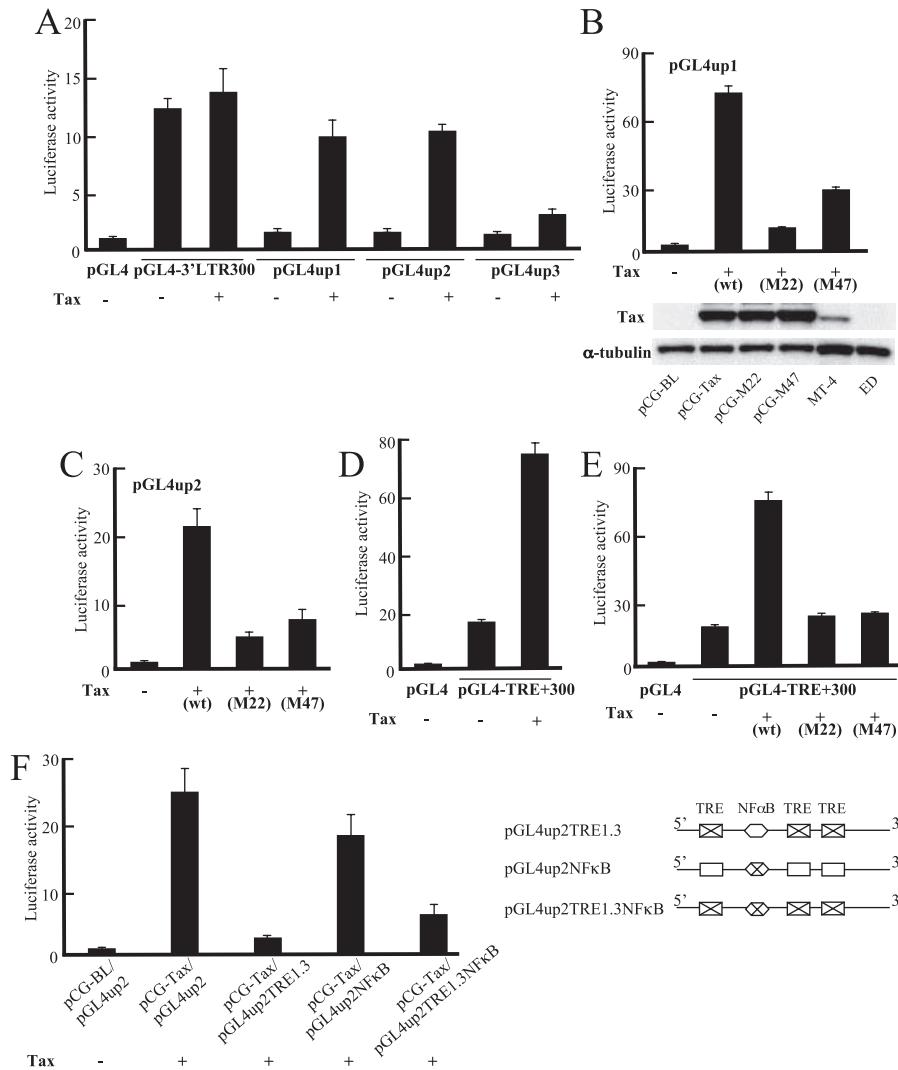 A
Luciferase activity
20
15
10
5
0
pGL4 pGL4-3'LTR300 pGL4up1 pGL4up2 pGL4up3
Tax - - + - + - + - +
B
pGL4up1
Luciferase activity
90
60
30
0
Tax - + + +
(wt) (M22) (M47)
Tax
α-tubulin
pCG-BL pCG-Tax pCG-M22 pCG-M47 MT-4 ED
C
pGL4up2
Luciferase activity
30
20
10
0
Tax - + + +
(wt) (M22) (M47)
D
Luciferase activity
80
60
40
20
0
pGL4 pGL4-TRE+300
Tax - - +
E
Luciferase activity
90
60
30
0
pGL4 pGL4-TRE+300
Tax - - + + +
(wt) (M22) (M47)
F
Luciferase activity
30
20
10
0
pCG-BL/ pGL4up2
pCG-Tax/ pGL4up2
pCG-Tax/ pGL4up2TRE1.3
pCG-Tax/ pGL4up2NFκB
pCG-Tax/ pGL4up2TRE1.3NFκB
Tax - + + + +
TRE NFαB TRE TRE
pGL4up2TRE1.3 5' 3'
pGL4up2NFκB 5' 3'
pGL4up2TRE1.3NFκB 5' 3'